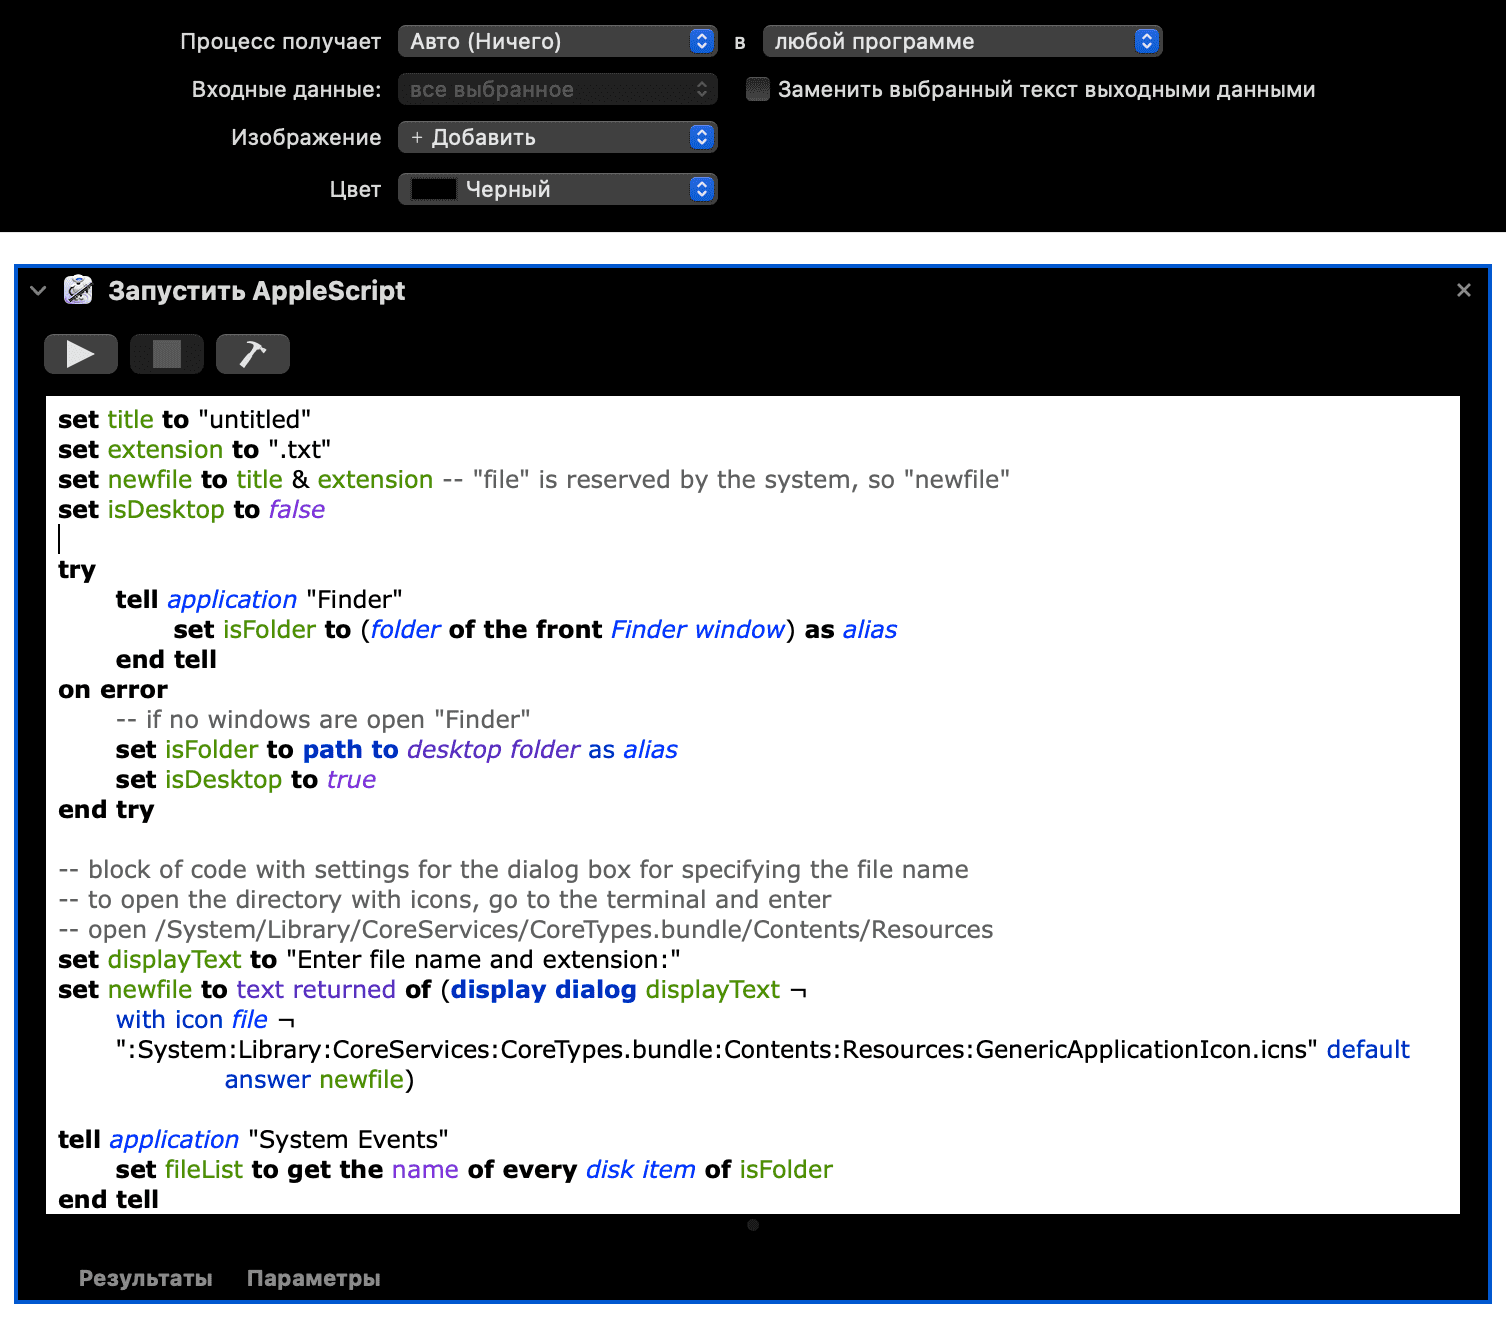 Процесс получает Авто (Ничего) в любой программе
Входные данные: все выбранное Заменить выбранный текст выходными данными
Изображение + Добавить
Цвет Черный
Запустить AppleScript
set title to "untitled"
set extension to ".txt"
set newfile to title & extension -- "file" is reserved by the system, so "newfile"
set isDesktop to false
try
tell application "Finder"
set isFolder to (folder of the front Finder window) as alias
end tell
on error
-- if no windows are open "Finder"
set isFolder to path to desktop folder as alias
set isDesktop to true
end try
-- block of code with settings for the dialog box for specifying the file name
-- to open the directory with icons, go to the terminal and enter
-- open /System/Library/CoreServices/CoreTypes.bundle/Contents/Resources
set displayText to "Enter file name and extension:"
set newfile to text returned of (display dialog displayText ¬
with icon file ¬
":System:Library:CoreServices:CoreTypes.bundle:Contents:Resources:GenericApplicationIcon.icns" default
answer newfile)
tell application "System Events"
set fileList to get the name of every disk item of isFolder
end tell
Результаты Параметры